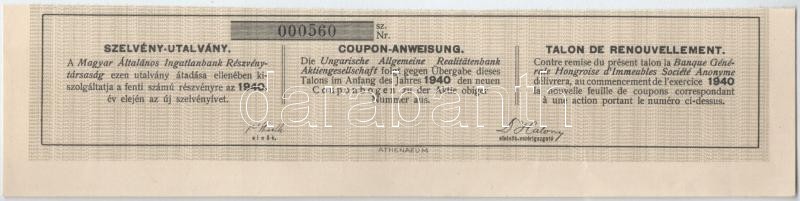 000560
sz.
Nr.
SZELVÉNY-UTALVÁNY.
A Magyar Általános Ingatlanbank Részvény-
társaság ezen utalvány átadása ellenében ki-
szolgáltatja a fenti számú részvényre az 1940.
év elején az új szelvényívet.
elnök.
COUPON-ANWEISUNG.
Die Ungarische Allgemeine Realitätenbank
Aktiengesellschaft folgt gegen Übergabe dieses
Talons im Anfang des Jahres 1940 den neuen
Couponbogen zu der Aktie obiger
Nummer aus.
TALON DE RENOUVELLEMENT.
Contre remise du présent talon la Banque Géné-
rale Hongroise d'Immeubles Société Anonyme
délivrera, au commencement de l'exercice 1940
la nouvelle feuille de coupons correspondant
à une action portant le numéro ci-dessus.
elnök-vezérigazgató
ATHENAEUM
darabanth